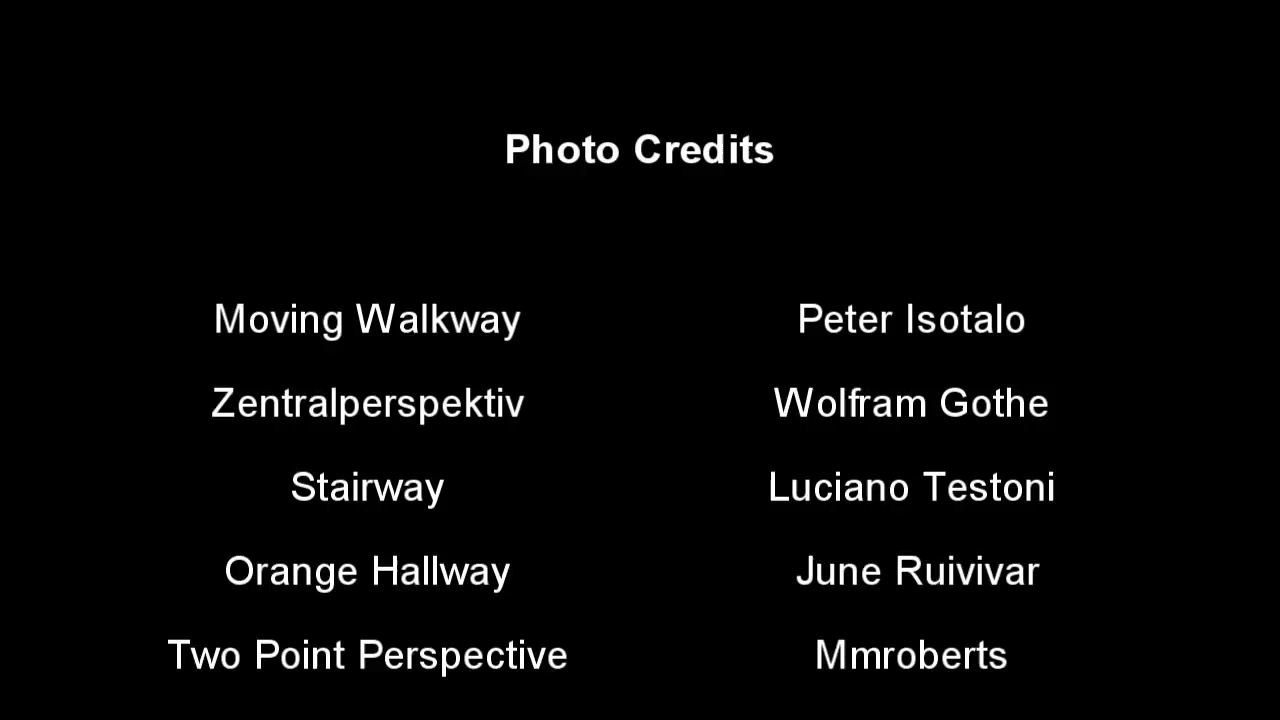 Photo Credits
Moving Walkway Peter Isotalo
Zentralperspektiv Wolfram Gothe
Stairway Luciano Testoni
Orange Hallway June Ruivivar
Two Point Perspective Mmroberts